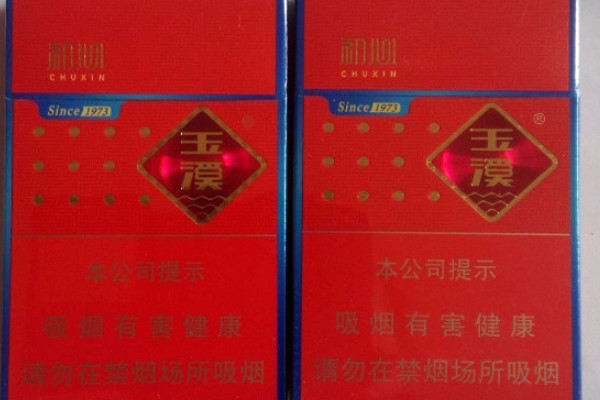 初心
CHUXIN
Since 1973
玉溪
本公司提示
吸烟有害健康
请勿在禁烟场所吸烟
初心
CHUXIN
Since 1973
玉溪
®
本公司提示
吸烟有害健康
请勿在禁烟场所吸烟